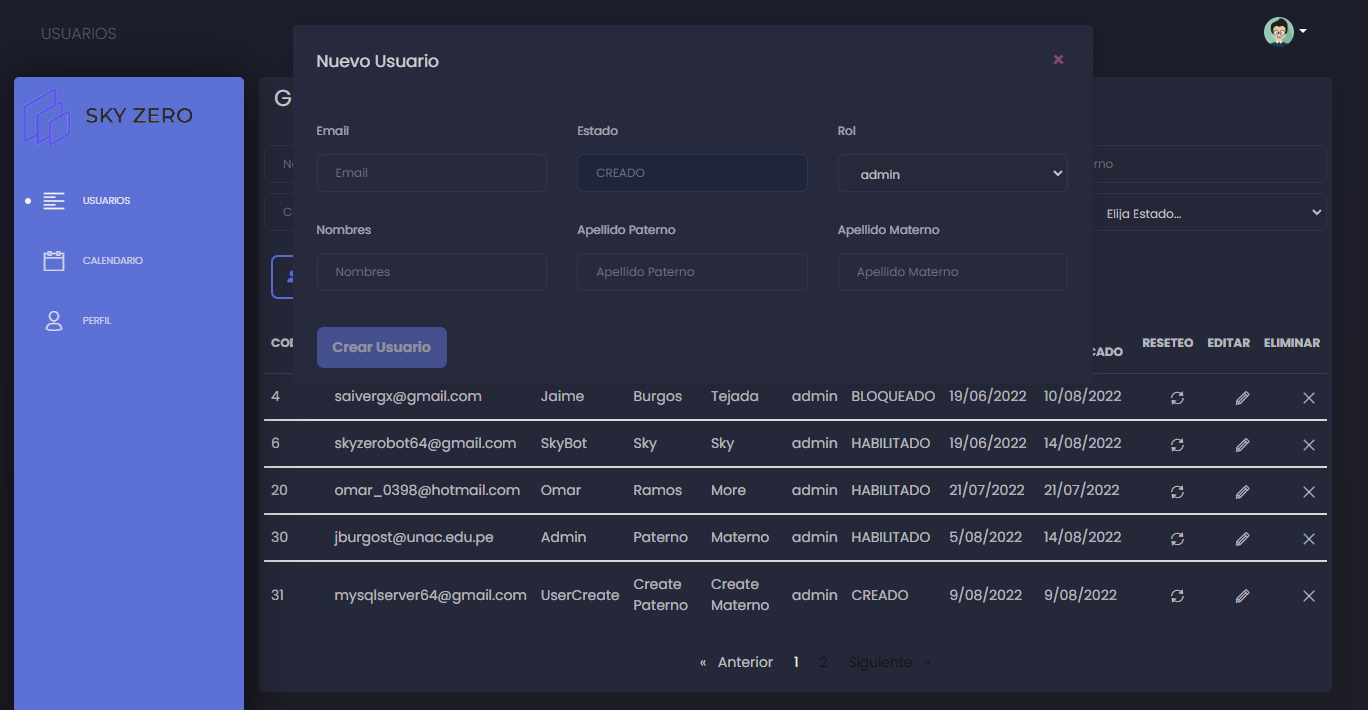 USUARIOS
Nuevo Usuario
SKY ZERO
USUARIOS
CALENDARIO
PERFIL
Email Estado Rol
Email CREADO admin
Nombres Apellido Paterno Apellido Materno
Nombres Apellido Paterno Apellido Materno
Elija Estado...
Crear Usuario
RESETEO EDITAR ELIMINAR
4 saivergx@gmail.com Jaime Burgos Tejada admin BLOQUEADO 19/06/2022 10/08/2022
6 skyzerobot64@gmail.com SkyBot Sky Sky admin HABILITADO 19/06/2022 14/08/2022
20 omar_0398@hotmail.com Omar Ramos More admin HABILITADO 21/07/2022 21/07/2022
30 jburgost@unac.edu.pe Admin Paterno Materno admin HABILITADO 5/08/2022 14/08/2022
31 mysqlserver64@gmail.com UserCreate Create Paterno Create Materno admin CREADO 9/08/2022 9/08/2022
« Anterior 1 2 Siguiente »